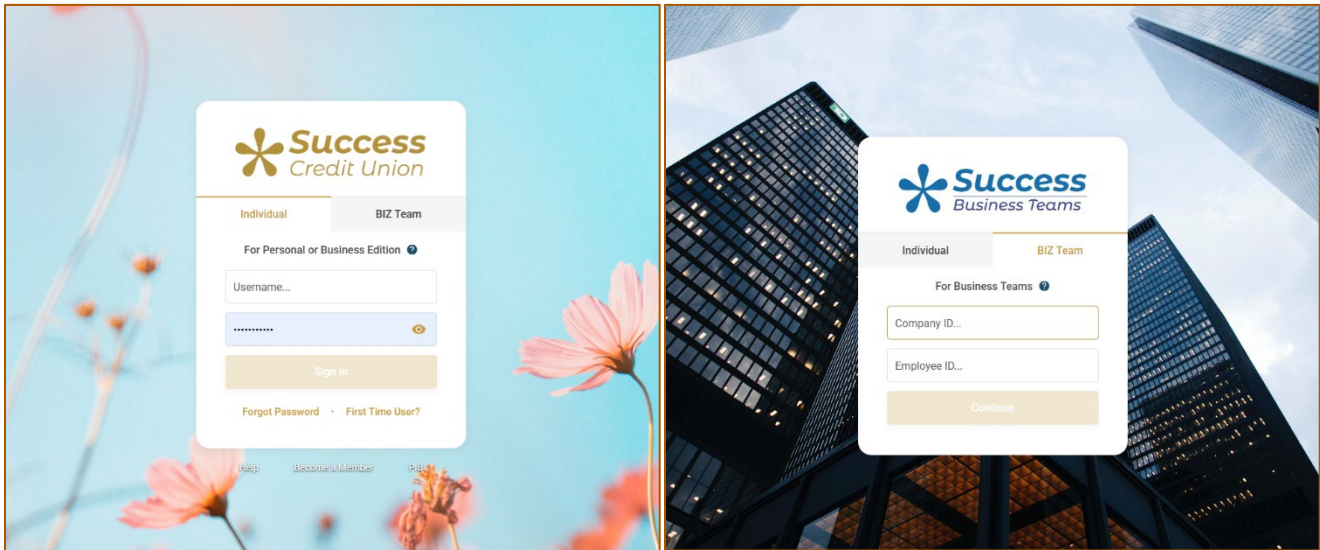 Success
Credit Union
Individual
BIZ Team
For Personal or Business Edition ?
Username...
•••••••••••
Sign In
Forgot Password · First Time User?
Help
Become a Member
PIB
Success
Business Teams
Individual
BIZ Team
For Business Teams ?
Company ID...
Employee ID...
Continue